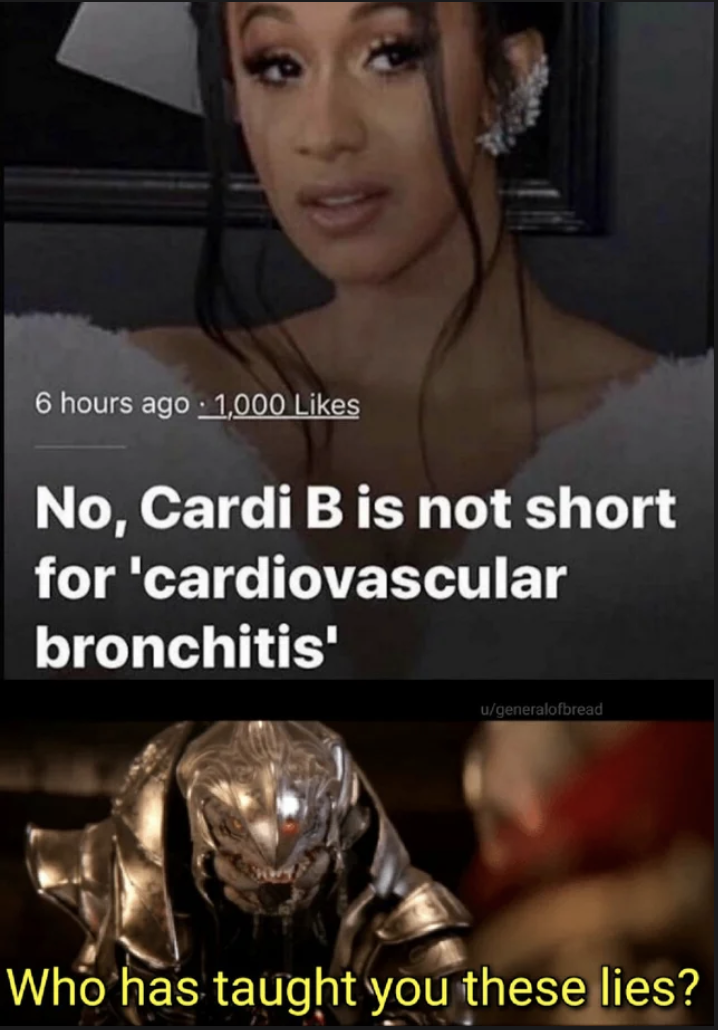 6 hours ago · 1,000 Likes
No, Cardi B is not short
for 'cardiovascular
bronchitis'
u/generalofbread
Who has taught you these lies?